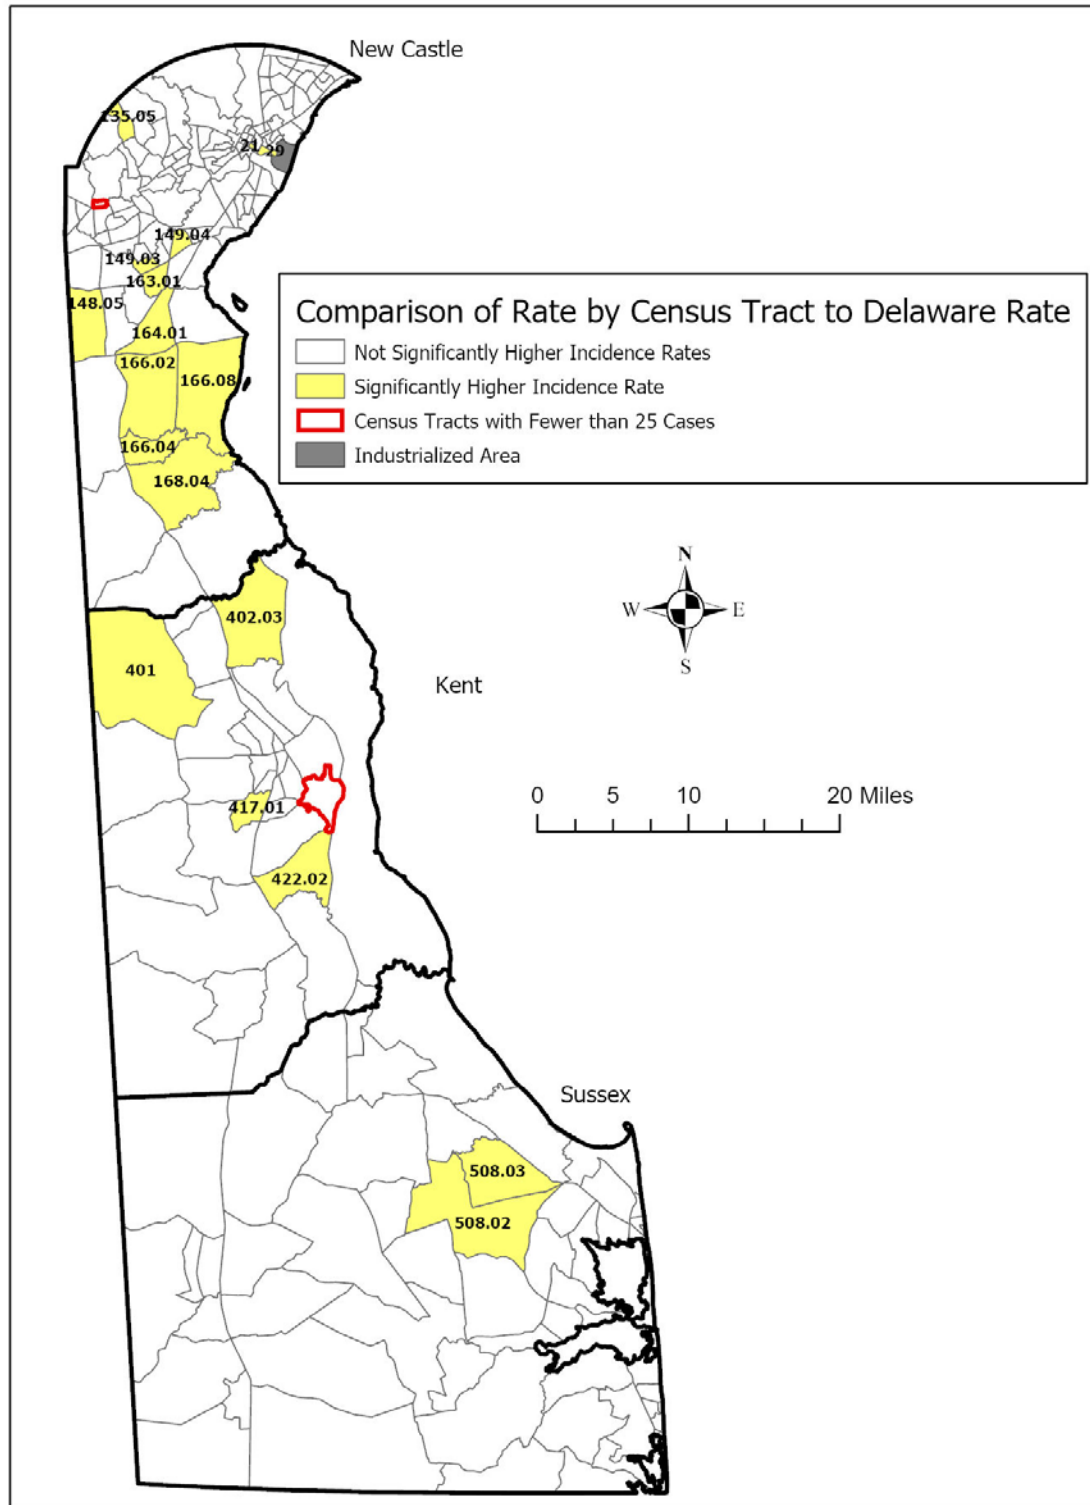 New Castle
135.05
21
29
149.04
149.03
163.01
148.05
Comparison of Rate by Census Tract to Delaware Rate
Not Significantly Higher Incidence Rates
Significantly Higher Incidence Rate
Census Tracts with Fewer than 25 Cases
Industrialized Area
164.01
166.02
166.08
166.04
168.04
N
W
E
S
402.03
401
Kent
0 5 10 20 Miles
417.01
422.02
Sussex
508.03
508.02